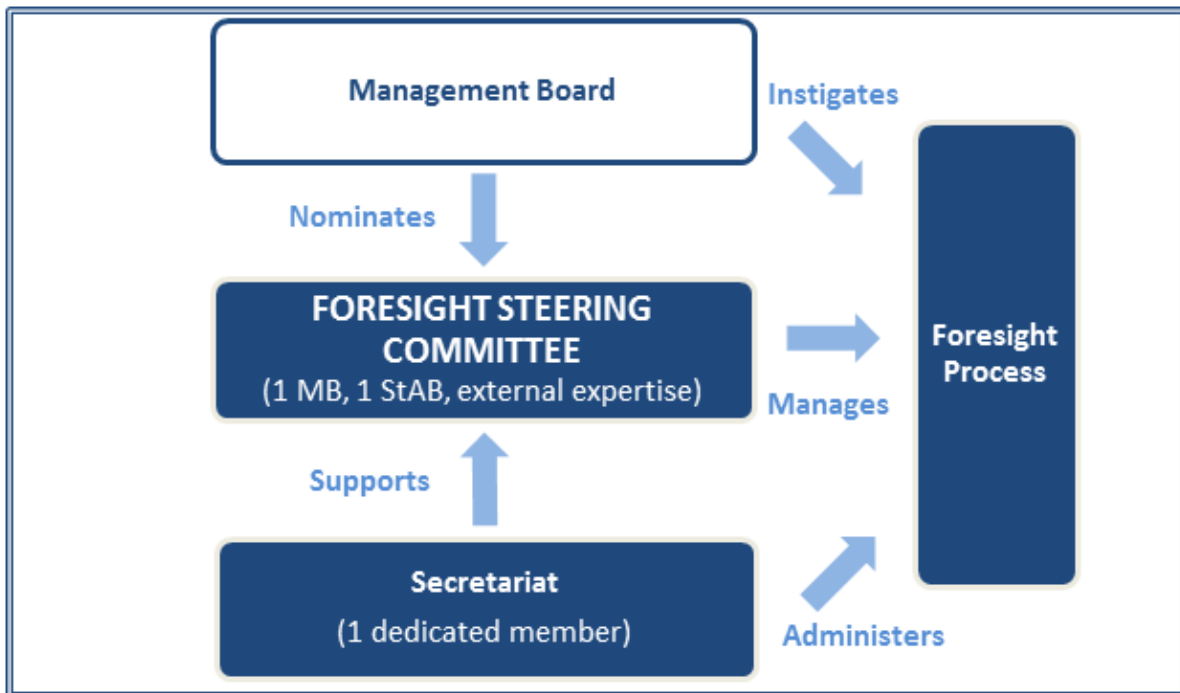 Management Board
Instigates
Nominates
FORESIGHT STEERING
COMMITTEE
(1 MB, 1 StAB, external expertise)
Manages
Foresight
Process
Supports
Secretariat
(1 dedicated member)
Administers